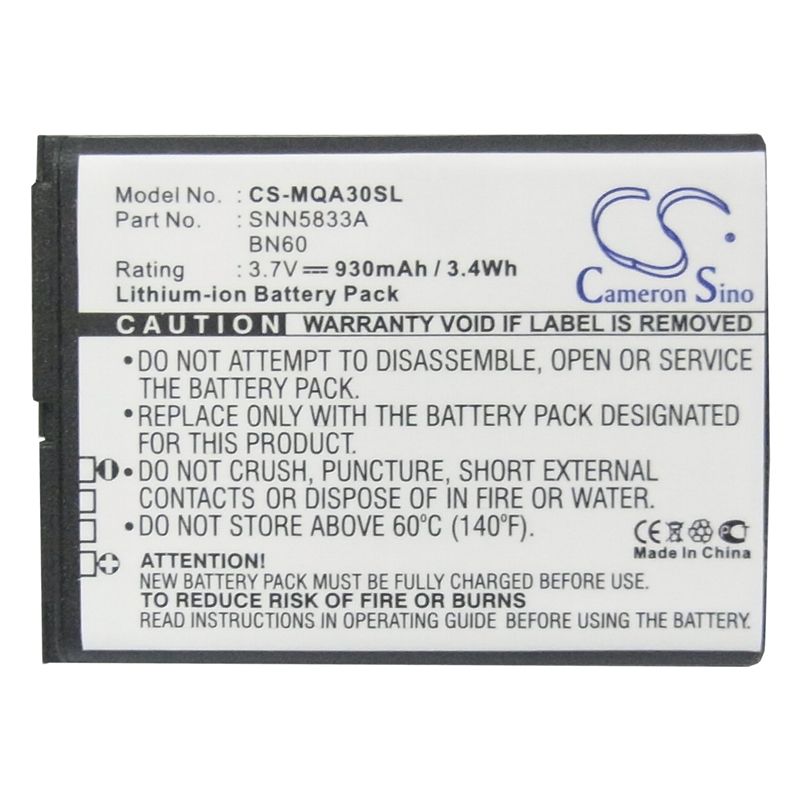 Model No. : CS-MQA30SL
Part No. : SNN5833A
BN60
Rating : 3.7V 930mAh / 3.4Wh
Lithium-ion Battery Pack
CS
Cameron Sino
CAUTION WARRANTY VOID IF LABEL IS REMOVED
•DO NOT ATTEMPT TO DISASSEMBLE, OPEN OR SERVICE
THE BATTERY PACK.
•REPLACE ONLY WITH THE BATTERY PACK DESIGNATED
FOR THIS PRODUCT.
•DO NOT CRUSH, PUNCTURE, SHORT EXTERNAL
CONTACTS OR DISPOSE OF IN FIRE OR WATER.
•DO NOT STORE ABOVE 60°C (140°F).
CE
Made In China
ATTENTION!
NEW BATTERY PACK MUST BE FULLY CHARGED BEFORE USE
TO REDUCE RISK OF FIRE OR BURNS
READ INSTRUCTIONS IN OPERATING GUIDE BEFORE USING THE BATTERY.